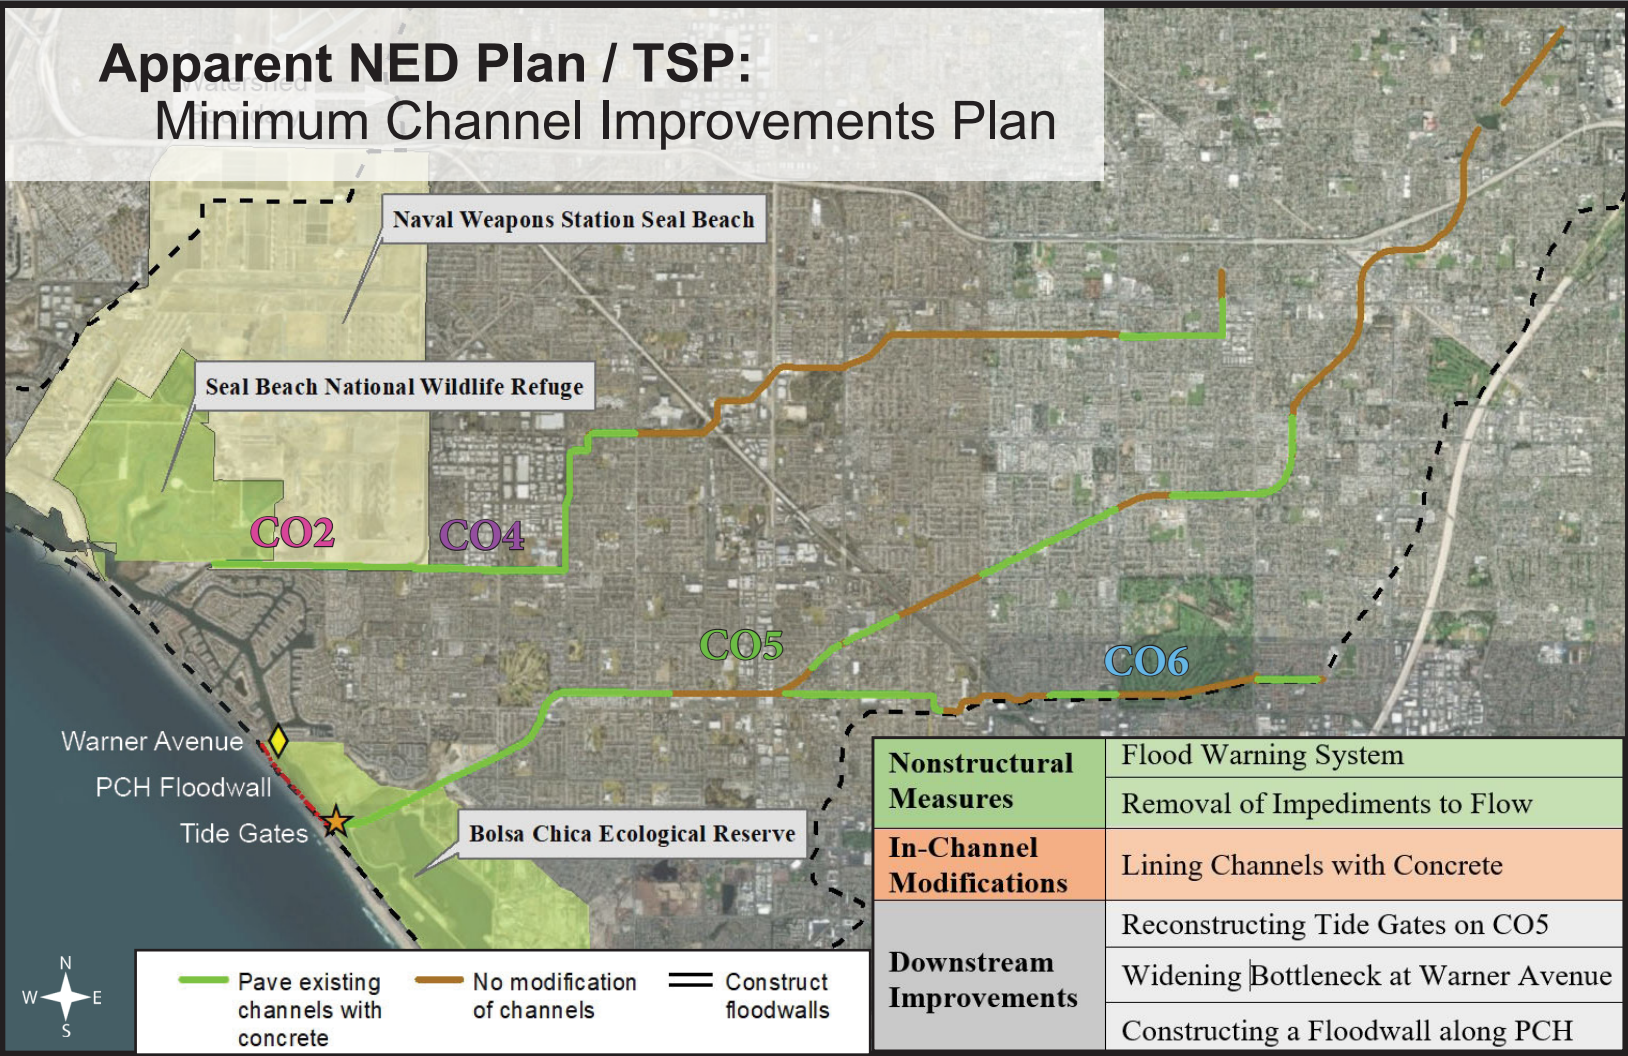 Apparent NED Plan / TSP:
Watershed
Minimum Channel Improvements Plan
Naval Weapons Station Seal Beach
Seal Beach National Wildlife Refuge
CO2
CO4
CO5
CO6
Warner Avenue
PCH Floodwall
Tide Gates
Bolsa Chica Ecological Reserve
Nonstructural
Measures
Flood Warning System
Removal of Impediments to Flow
In-Channel
Modifications
Lining Channels with Concrete
Downstream
Improvements
Reconstructing Tide Gates on CO5
Widening Bottleneck at Warner Avenue
Constructing a Floodwall along PCH
N
W
E
S
Pave existing
channels with
concrete
No modification
of channels
Construct
floodwalls